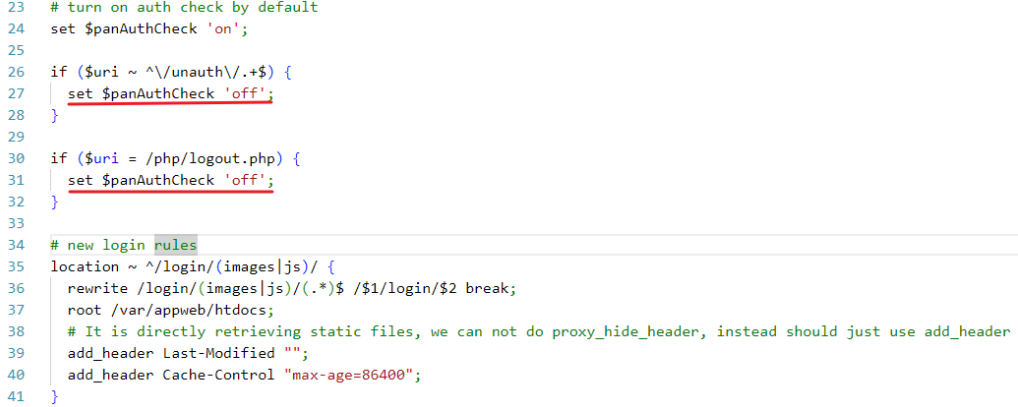 23 # turn on auth check by default
24 set $panAuthCheck 'on';
25
26 if ($uri ~ ^\/unauth\/.+$) {
27 set $panAuthCheck 'off';
28 }
29
30 if ($uri = /php/logout.php) {
31 set $panAuthCheck 'off';
32 }
33
34 # new login rules
35 location ~ ^/login/(images|js)/ {
36 rewrite /login/(images|js)/(.*)$ /$1/login/$2 break;
37 root /var/appweb/htdocs;
38 # It is directly retrieving static files, we can not do proxy_hide_header, instead should just use add_header
39 add_header Last-Modified "";
40 add_header Cache-Control "max-age=86400";
41 }